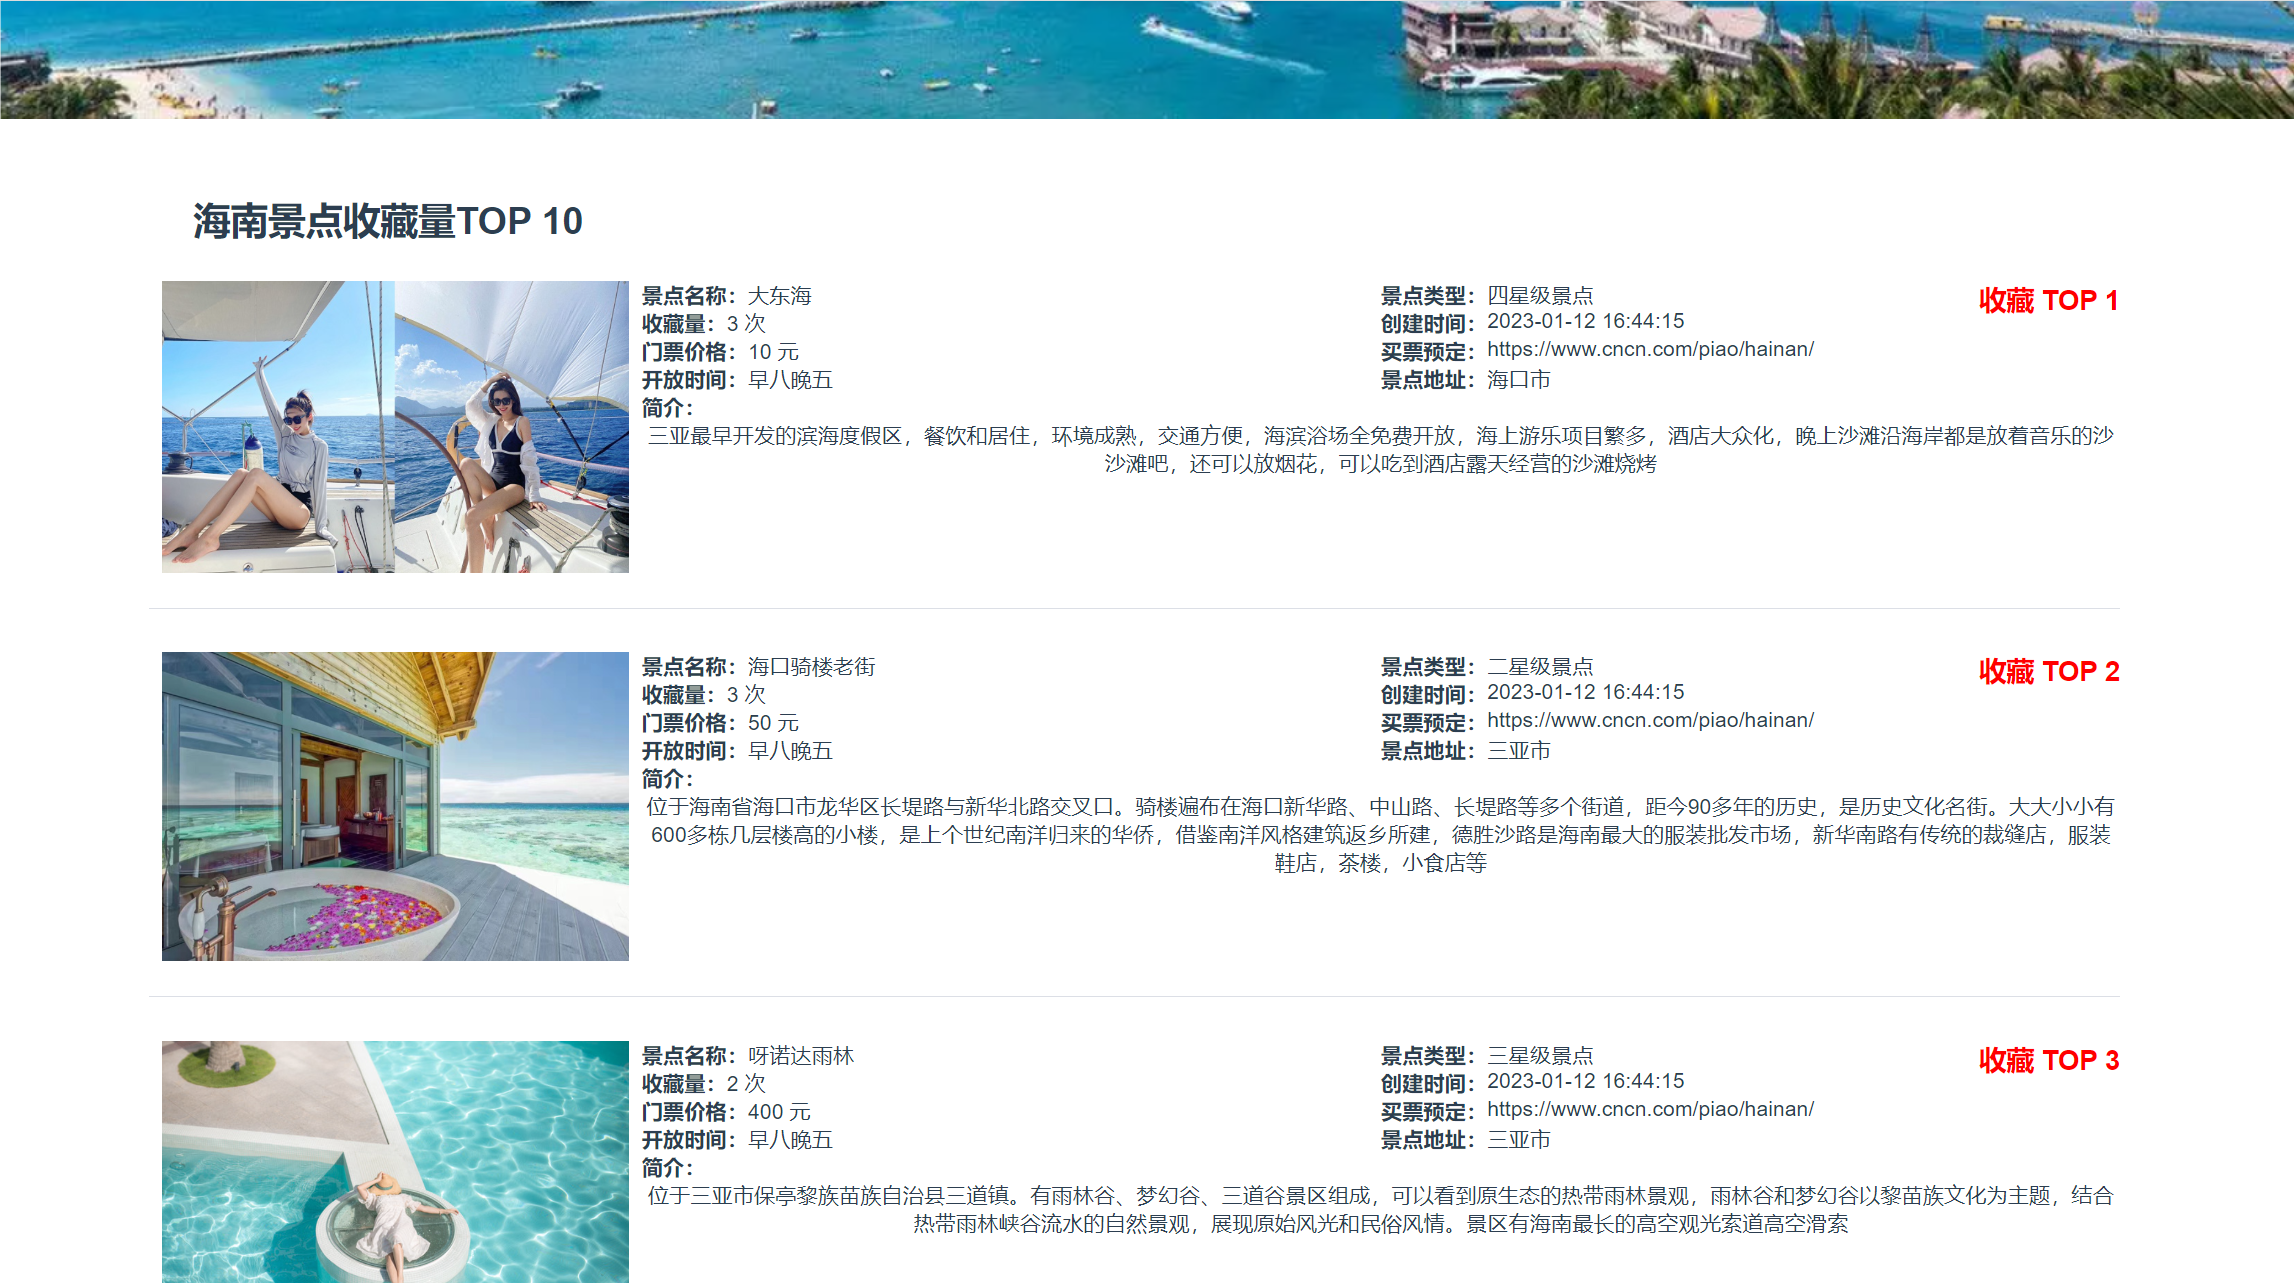 海南景点收藏量TOP 10
景点名称：大东海
景点类型：四星级景点
收藏 TOP 1
收藏量：3 次
创建时间：2023-01-12 16:44:15
门票价格：10 元
买票预定：https://www.cncn.com/piao/hainan/
开放时间：早八晚五
景点地址：海口市
简介：
三亚最早开发的滨海度假区，餐饮和居住，环境成熟，交通方便，海滨浴场全免费开放，海上游乐项目繁多，酒店大众化，晚上沙滩沿海岸都是放着音乐的沙
沙滩吧，还可以放烟花，可以吃到酒店露天经营的沙滩烧烤
景点名称：海口骑楼老街
景点类型：二星级景点
收藏 TOP 2
收藏量：3 次
创建时间：2023-01-12 16:44:15
门票价格：50 元
买票预定：https://www.cncn.com/piao/hainan/
开放时间：早八晚五
景点地址：三亚市
简介：
位于海南省海口市龙华区长堤路与新华北路交叉口。骑楼遍布在海口新华路、中山路、长堤路等多个街道，距今90多年的历史，是历史文化名街。大大小小有
600多栋几层楼高的小楼，是上个世纪南洋归来的华侨，借鉴南洋风格建筑返乡所建，德胜沙路是海南最大的服装批发市场，新华南路有传统的裁缝店，服装
鞋店，茶楼，小食店等
景点名称：呀诺达雨林
景点类型：三星级景点
收藏 TOP 3
收藏量：2 次
创建时间：2023-01-12 16:44:15
门票价格：400 元
买票预定：https://www.cncn.com/piao/hainan/
开放时间：早八晚五
景点地址：三亚市
简介：
位于三亚市保亭黎族苗族自治县三道镇。有雨林谷、梦幻谷、三道谷景区组成，可以看到原生态的热带雨林景观，雨林谷和梦幻谷以黎苗族文化为主题，结合
热带雨林峡谷流水的自然景观，展现原始风光和民俗风情。景区有海南最长的高空观光索道高空滑索